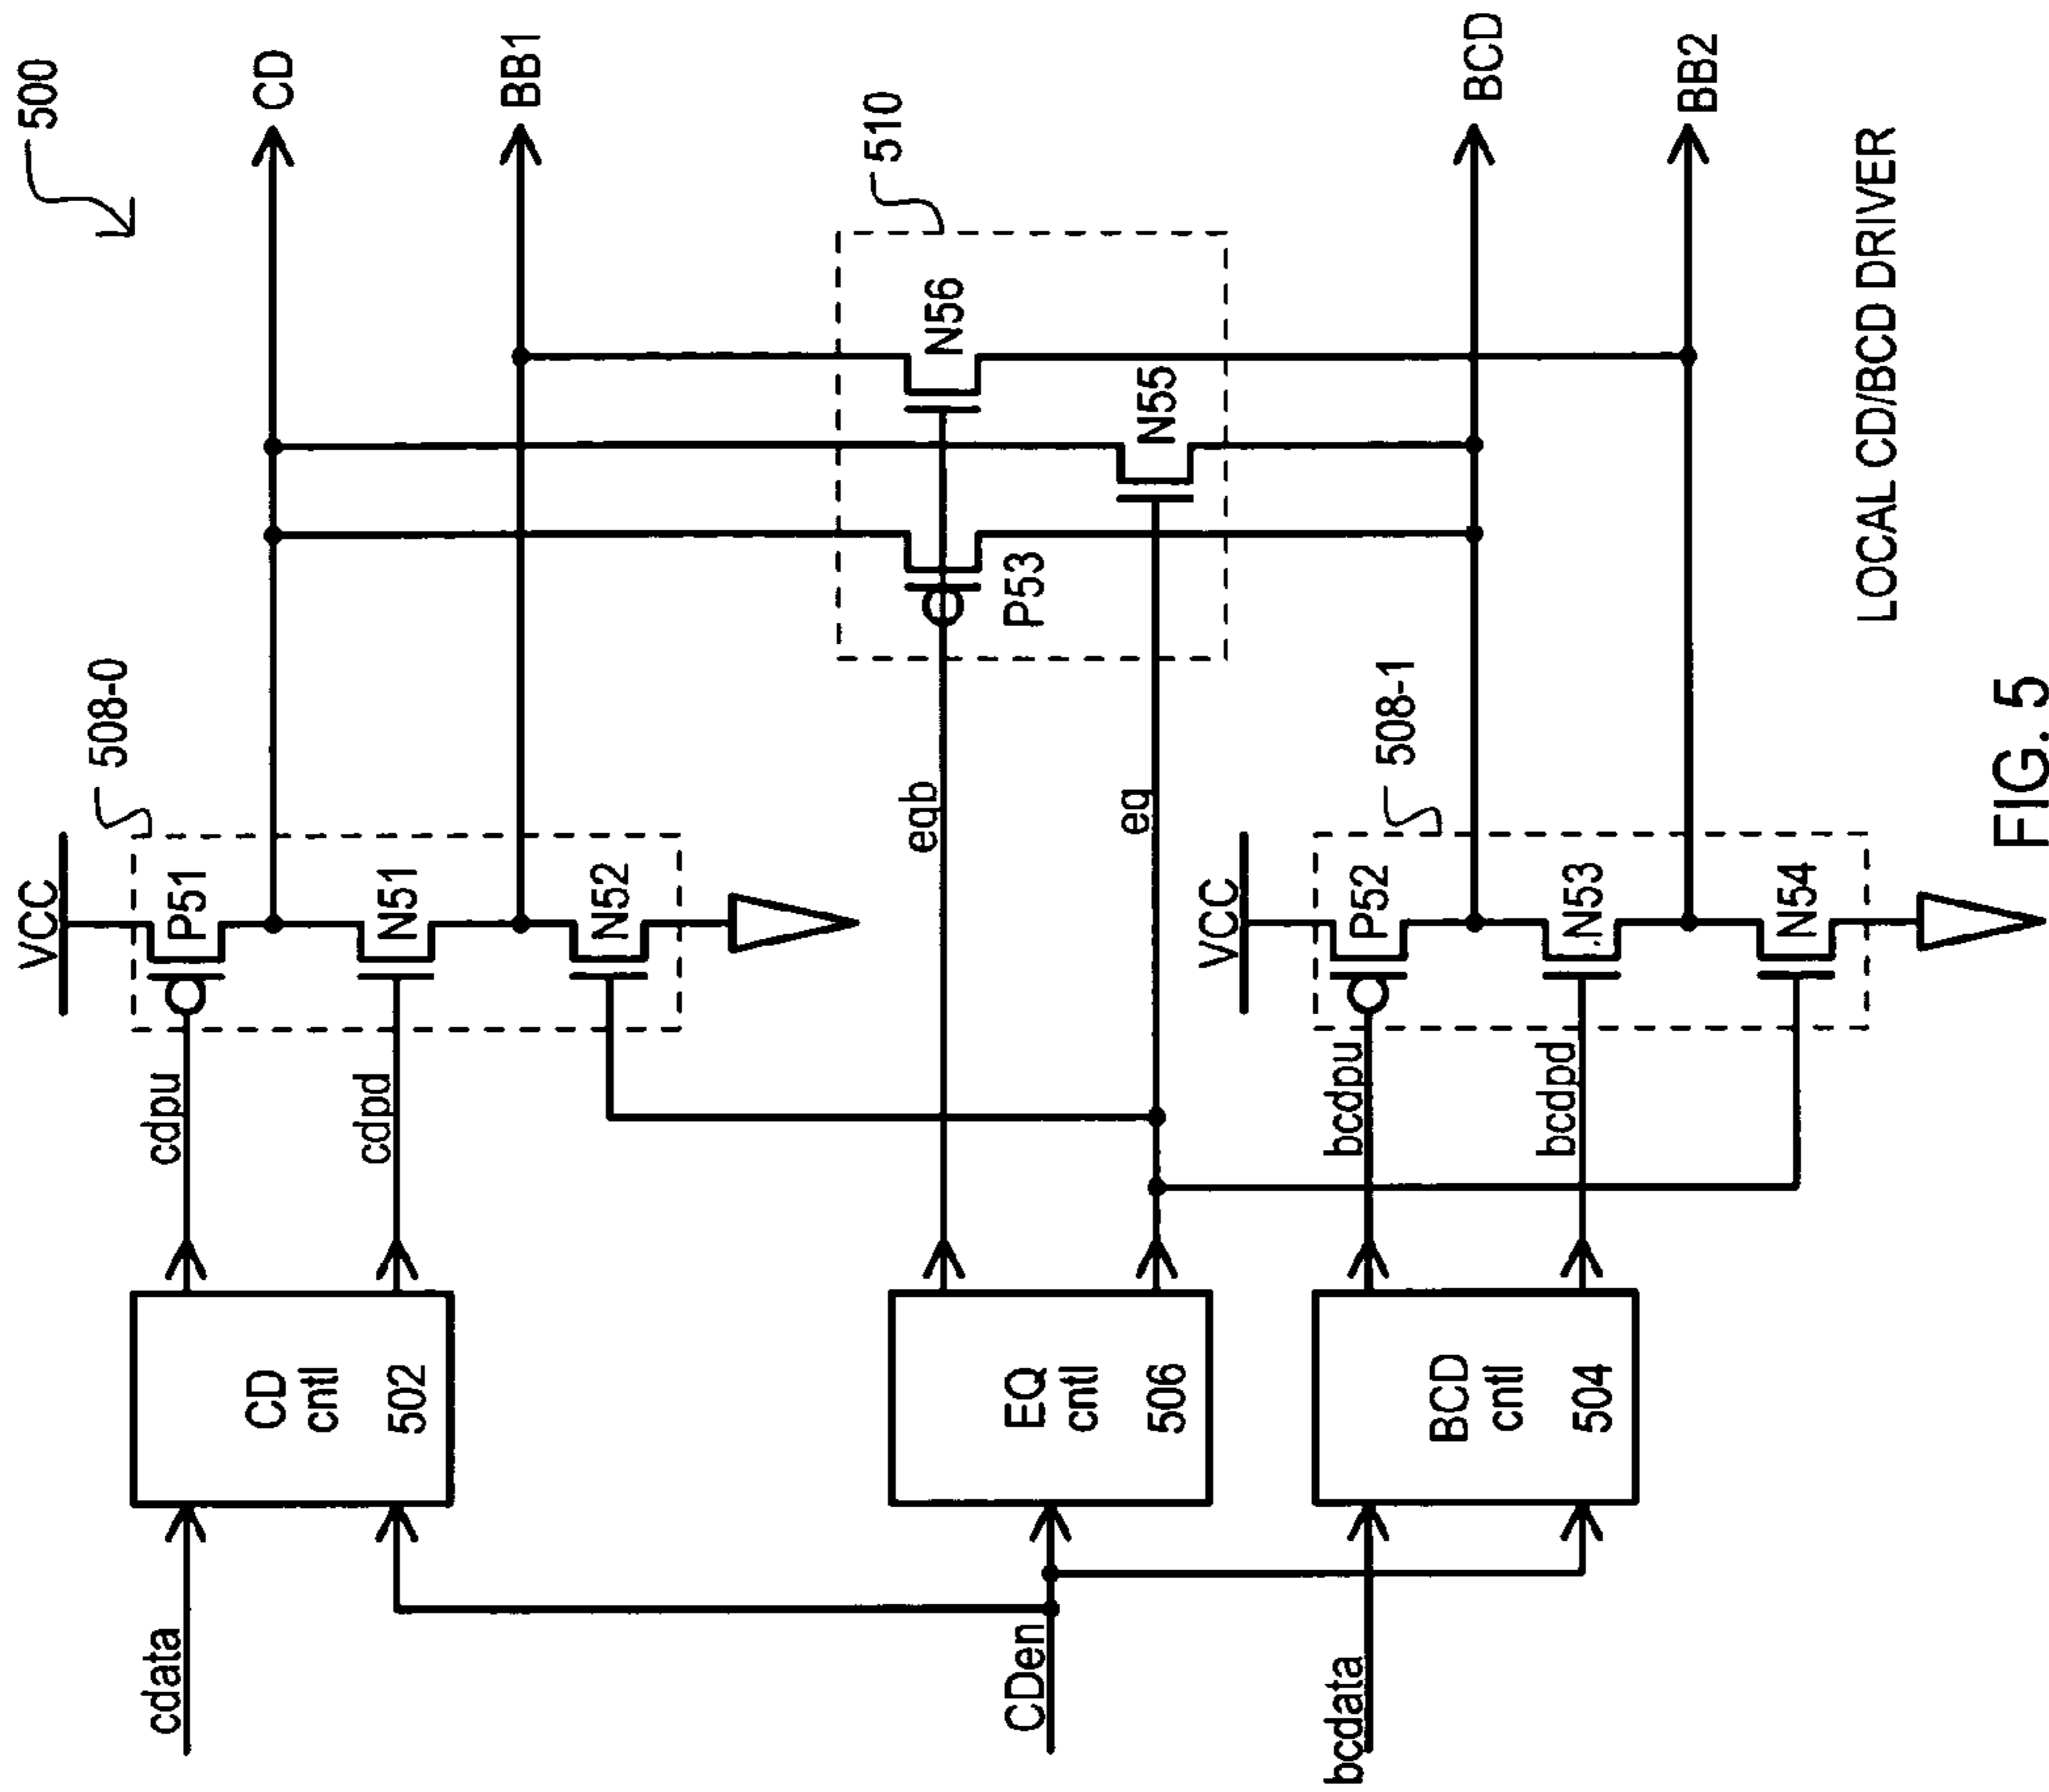 500
508-0
VCC
cdata
cdpu
P51
CD
CD
cntl
502
cdpd
N51
BB1
N52
510
CDen
EQ
cntl
506
eqb
N56
P53
N55
eq
VCC
508-1
bcdata
bcdpu
P52
BCD
BCD
cntl
504
bcdpd
N53
BB2
N54
LOCAL CD/BCD DRIVER
FIG. 5